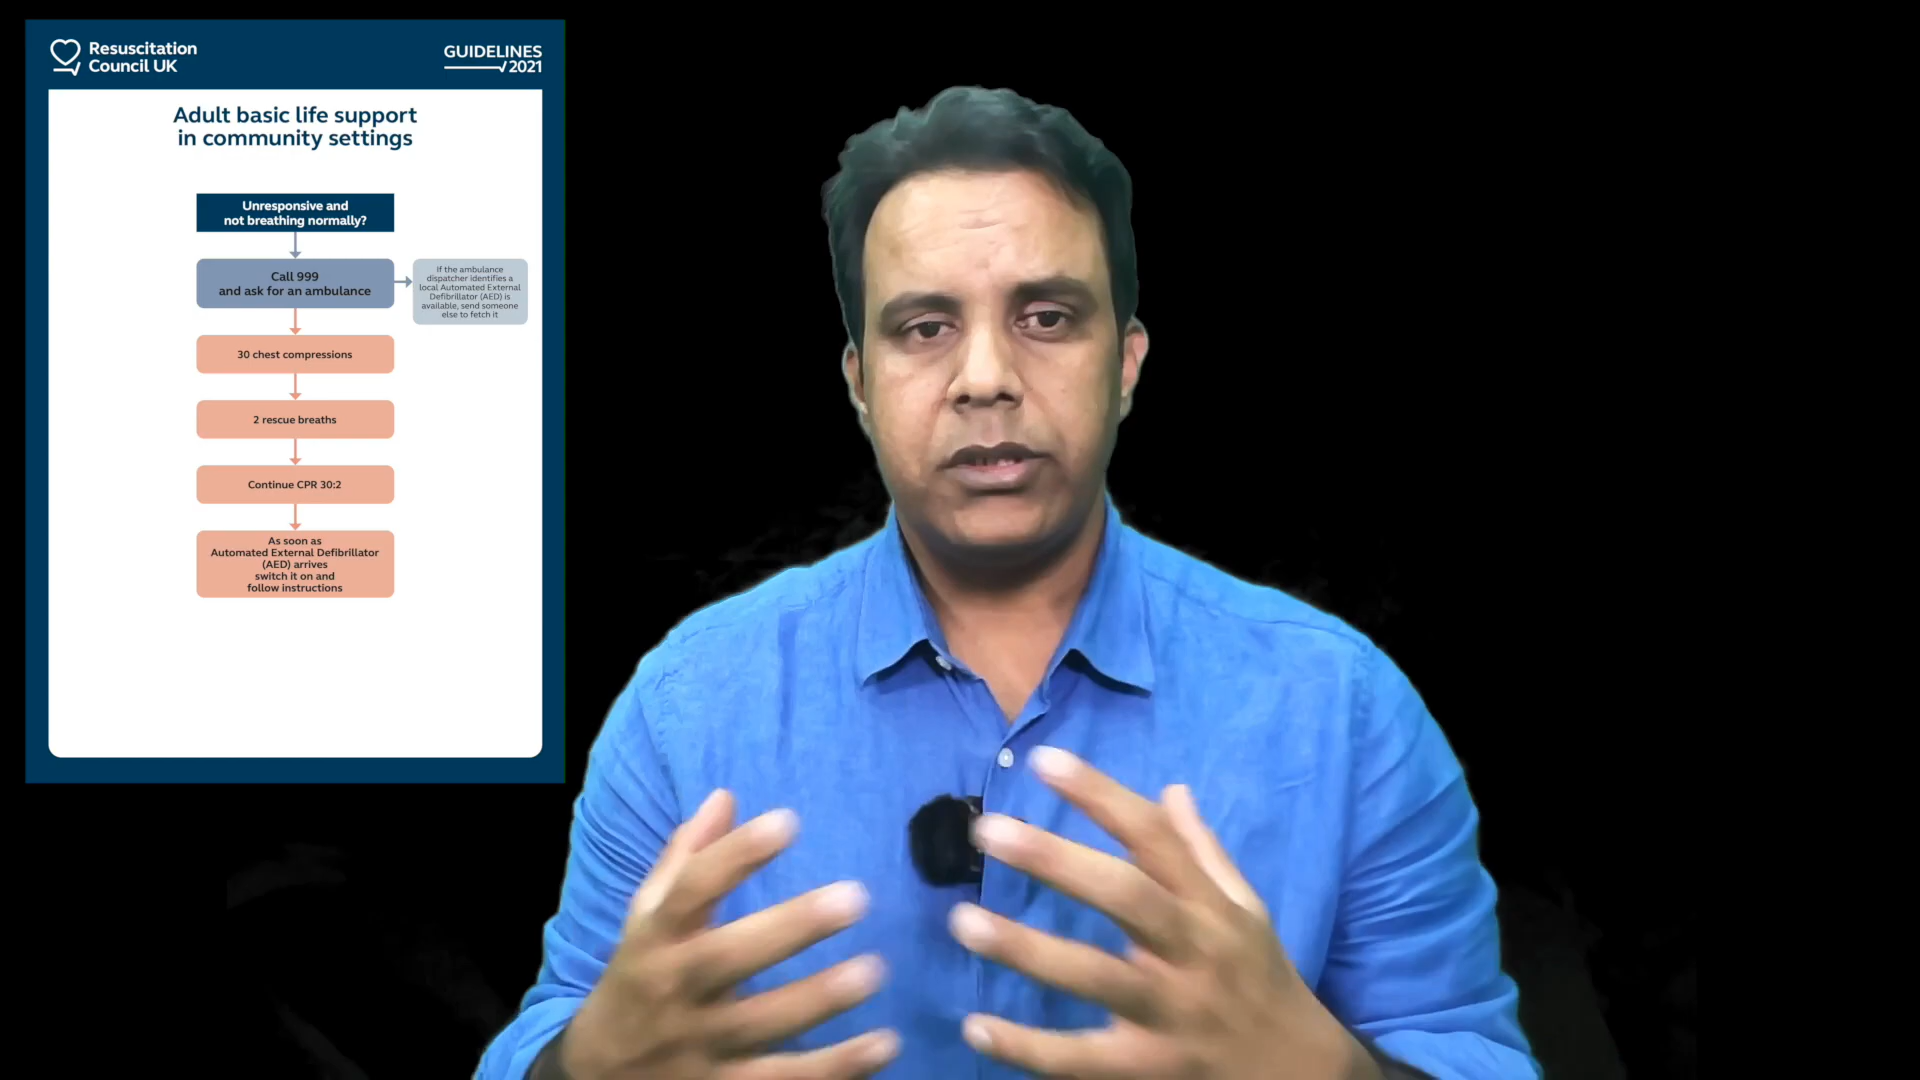 Resuscitation
Council UK
GUIDELINES
2021
Adult basic life support
in community settings
Unresponsive and
not breathing normally?
Call 999
and ask for an ambulance
If the ambulance
dispatcher identifies a
local Automated External
Defibrillator (AED) is
available, send someone
else to fetch it
30 chest compressions
2 rescue breaths
Continue CPR 30:2
As soon as
Automated External Defibrillator
(AED) arrives
switch it on and
follow instructions